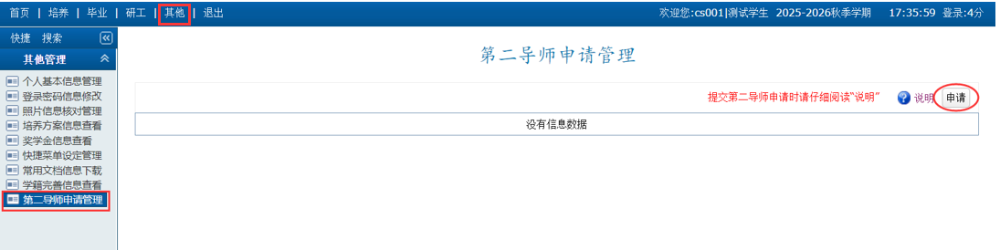 首页 | 培养 | 毕业 | 研工 | 其他 | 退出
欢迎您:cs001|测试学生 2025-2026秋季学期 17:35:59 登录:4分
快捷 搜索
其他管理
个人基本信息管理
登录密码信息修改
照片信息核对管理
培养方案信息查看
奖学金信息查看
快捷菜单设定管理
常用文档信息下载
学籍完善信息查看
第二导师申请管理
第二导师申请管理
提交第二导师申请时请仔细阅读“说明” 说明 申请
没有信息数据